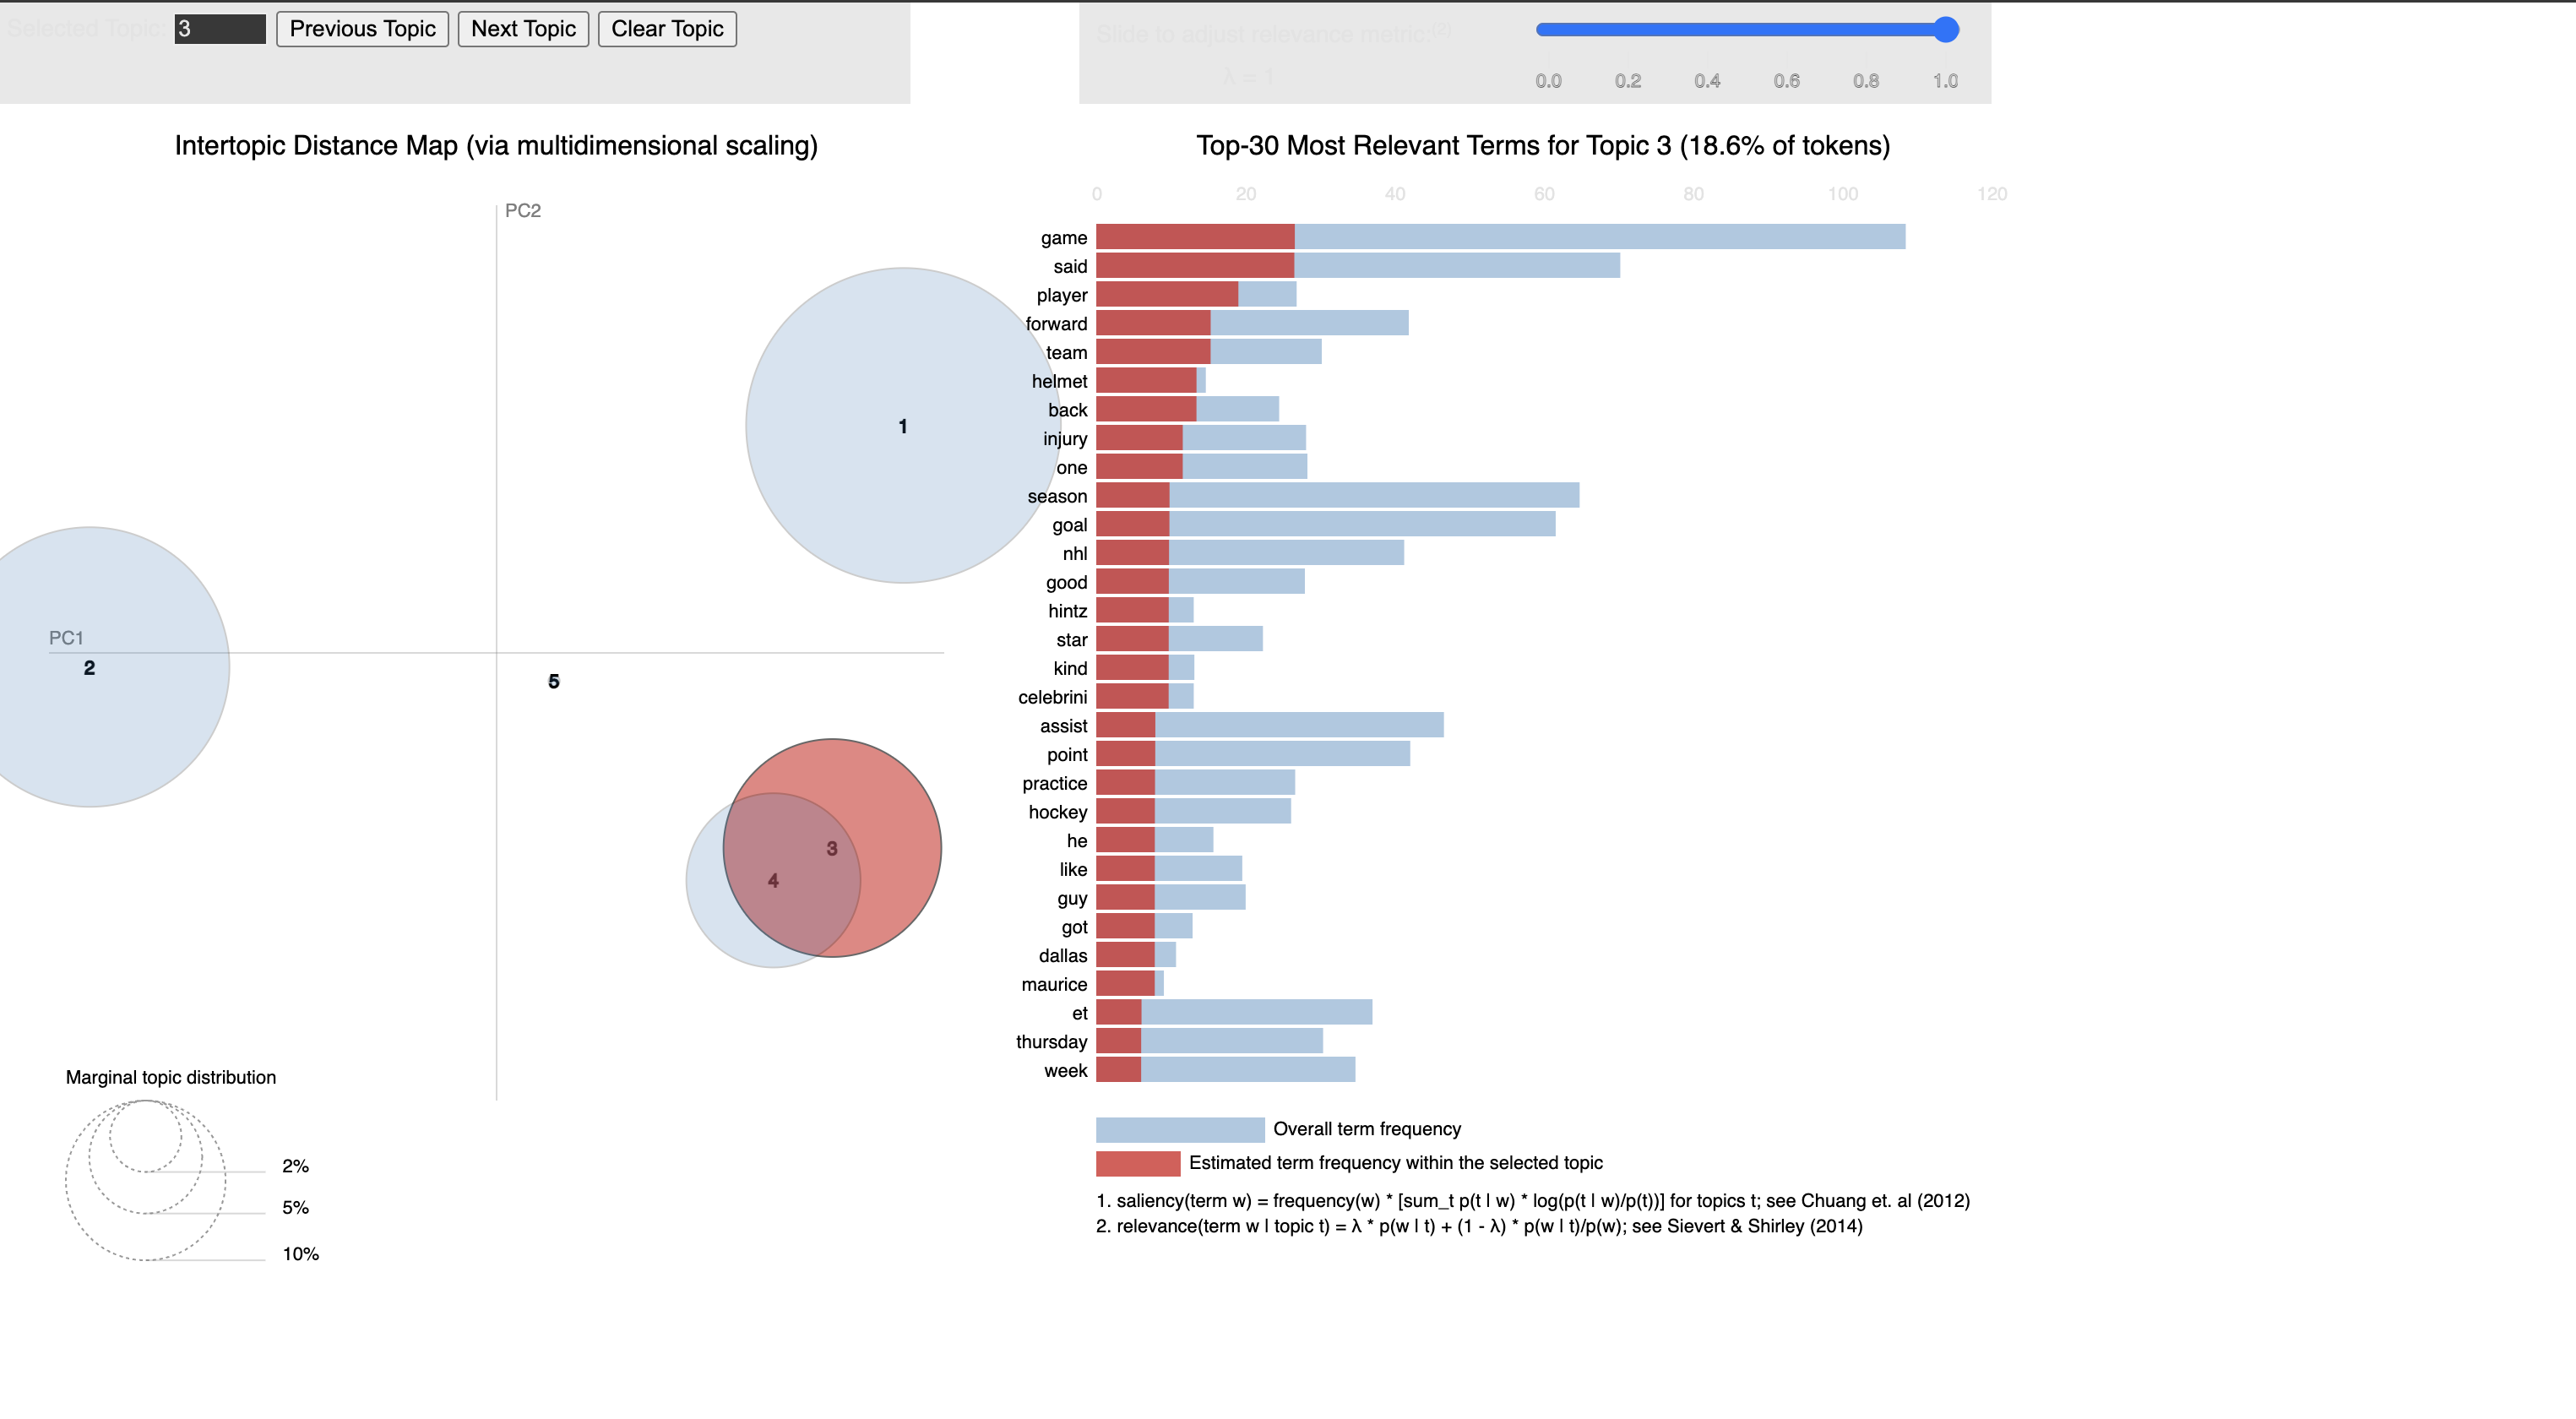 Selected Topic: 3 Previous Topic Next Topic Clear Topic
Slide to adjust relevance metric:(2)
λ = 1
0.0 0.2 0.4 0.6 0.8 1.0
Intertopic Distance Map (via multidimensional scaling)
PC2
PC1
1
2
5
3
4
Marginal topic distribution
2%
5%
10%
Top-30 Most Relevant Terms for Topic 3 (18.6% of tokens)
0 20 40 60 80 100 120
game
said
player
forward
team
helmet
back
injury
one
season
goal
nhl
good
hintz
star
kind
celebrini
assist
point
practice
hockey
he
like
guy
got
dallas
maurice
et
thursday
week
Overall term frequency
Estimated term frequency within the selected topic
1. saliency(term w) = frequency(w) * [sum_t p(t | w) * log(p(t | w)/p(t))] for topics t; see Chuang et. al (2012)
2. relevance(term w | topic t) = λ * p(w | t) + (1 - λ) * p(w | t)/p(w); see Sievert & Shirley (2014)